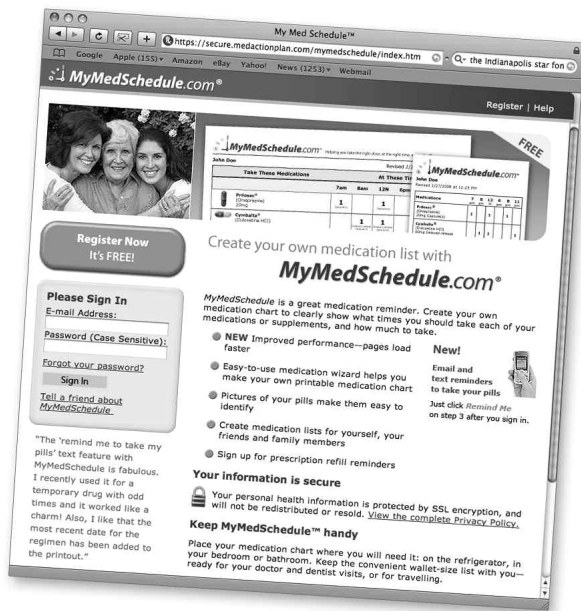 My Med Schedule™
https://secure.medactionplan.com/mymedschedule/index.htm
Q- the Indianapolis star fon
Google Apple (155) Amazon eBay Yahoo! News (1253) Webmail
MyMedSchedule.com®
Register | Help
FREE
MyMedSchedule.com®
John Doe
Take These Medications
7am 8am 12N
Prilosec®
20mg
1 1
Cymbalta®
1 1
MyMedSchedule.com®
John Doe
Medications
Register Now
It's FREE!
Create your own medication list with
MyMedSchedule.com®
Please Sign In
E-mail Address:
Password (Case Sensitive):
Forgot your password?
Sign In
Tell a friend about
MyMedSchedule
"The 'remind me to take my
pills' text feature with
MyMedSchedule is fabulous.
I recently used it for a
temporary drug with odd
times and it worked like a
charm! Also, I like that the
most recent date for the
regimen has been added to
the printout."
MyMedSchedule is a great medication reminder. Create your own
medication chart to clearly show what times you should take each of your
medications or supplements, and how much to take.
NEW Improved performance—pages load
faster
Easy-to-use medication wizard helps you
make your own printable medication chart
Pictures of your pills make them easy to
identify
Create medication lists for yourself, your
friends and family members
Sign up for prescription refill reminders
New!
Email and
text reminders
to take your pills
Just click Remind Me
on step 3 after you sign in.
Your information is secure
Your personal health information is protected by SSL encryption, and
will not be redistributed or resold. View the complete Privacy Policy.
Keep MyMedSchedule™ handy
Place your medication chart where you will need it: on the refrigerator, in
your bedroom or bathroom. Keep the convenient wallet-size list with you—
ready for your doctor and dentist visits, or for travelling.